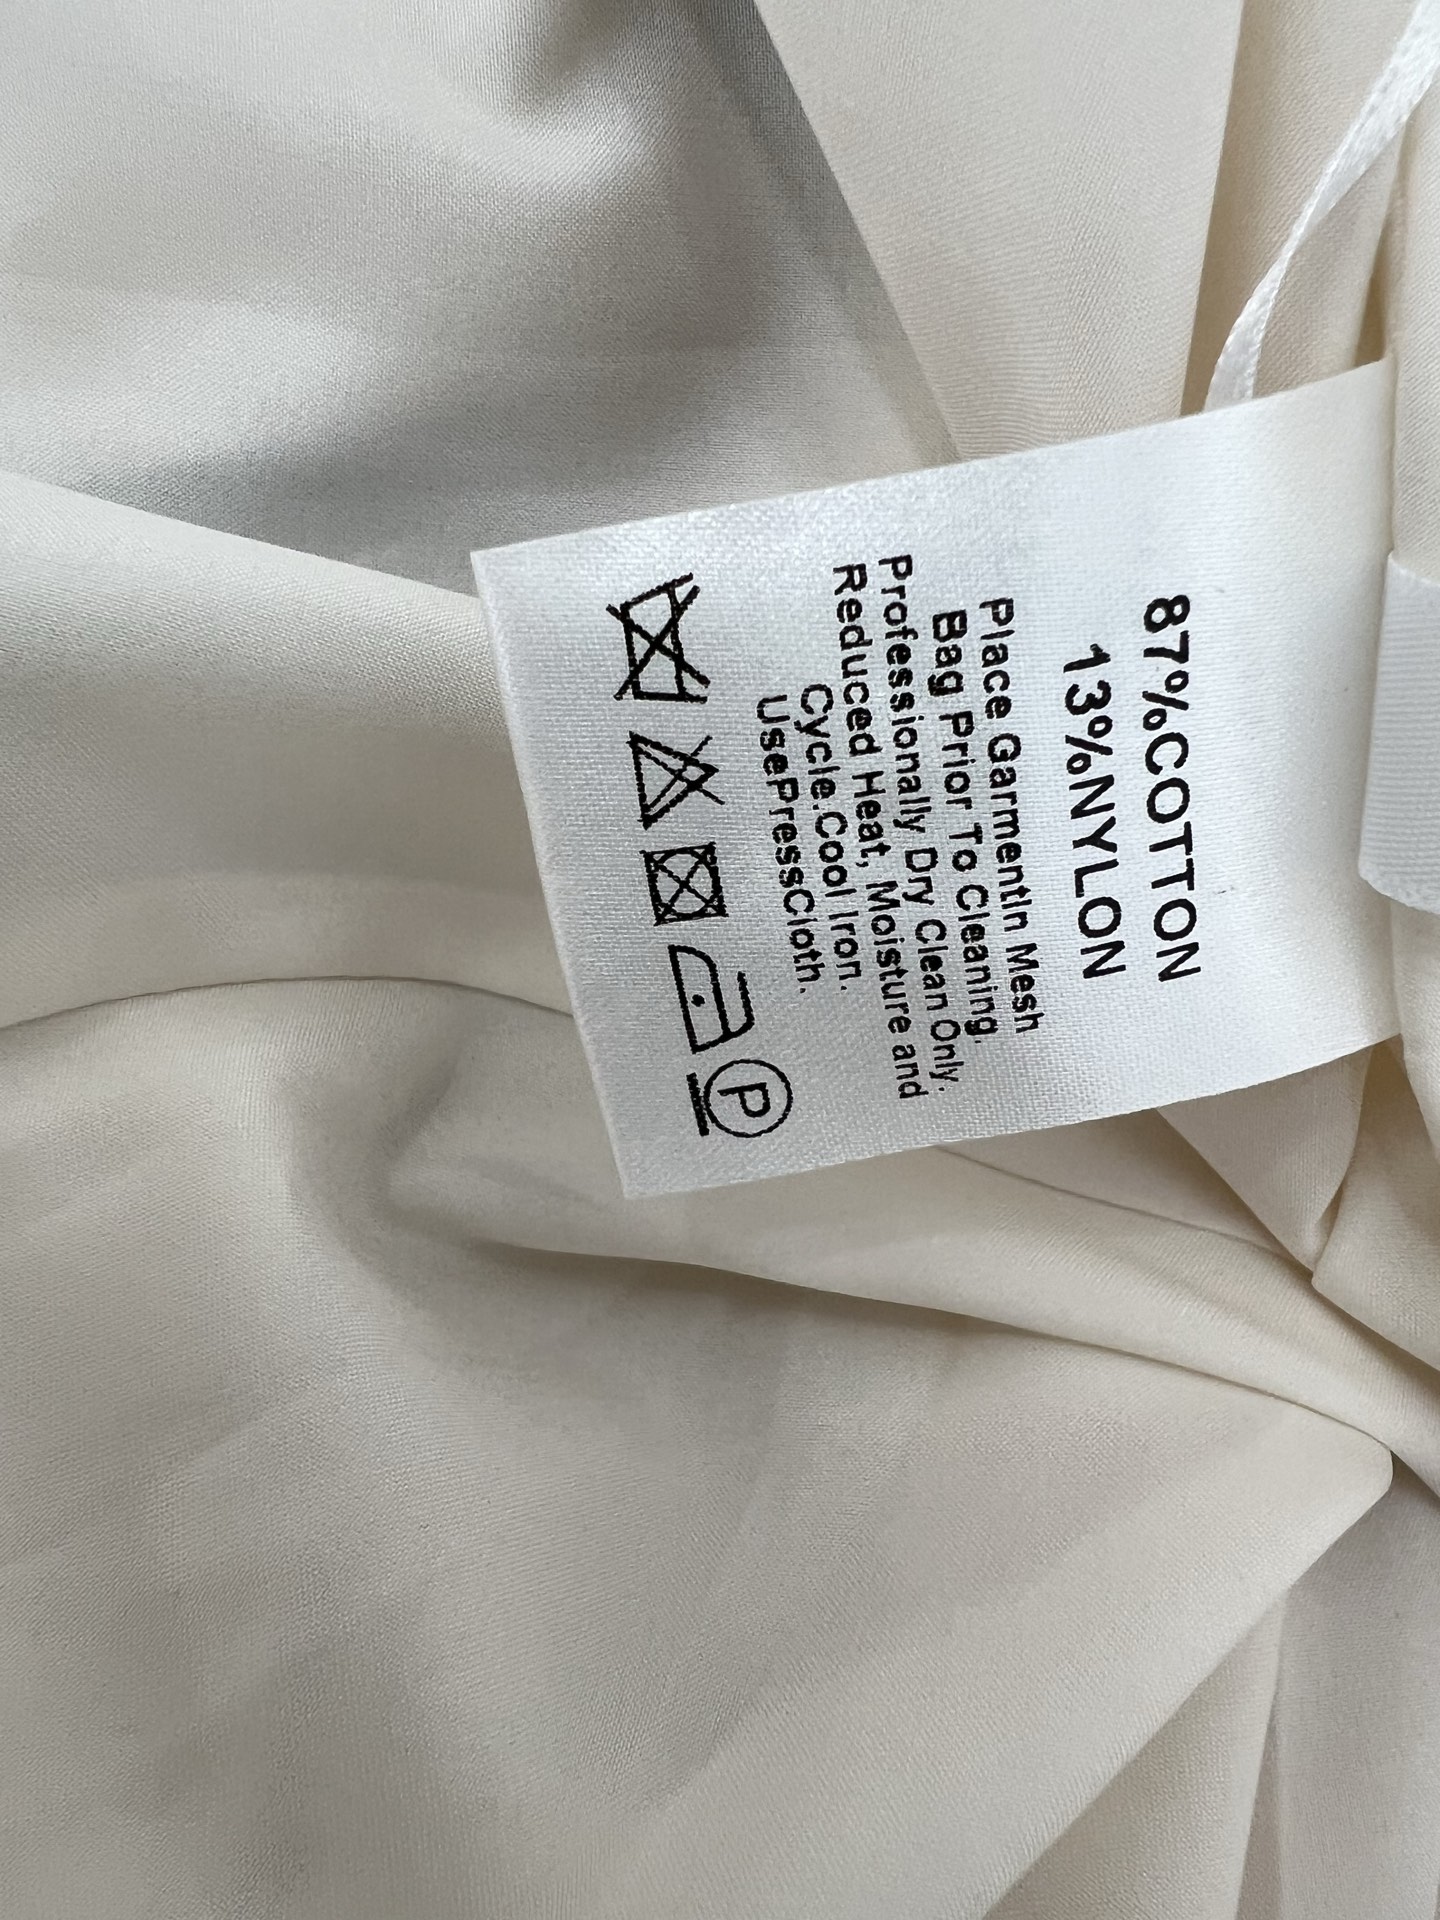 87%COTTON
13%NYLON
Place GarmentIn Mesh
Bag Prior To Cleaning.
Professionally Dry Clean Only.
Reduced Heat, Moisture and
Cycle.Cool Iron.
UsePressCloth.
P